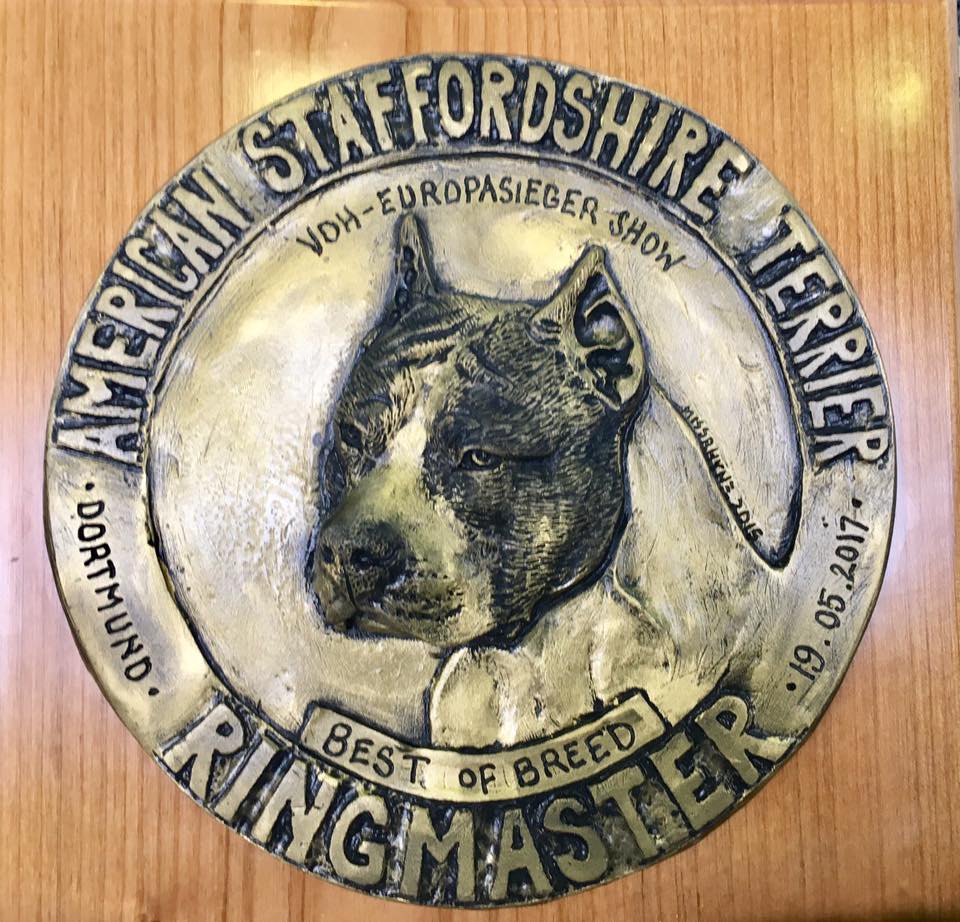 AMERICAN STAFFORDSHIRE TERRIER
VDH-EUROPASIEGER SHOW
·DORTMUND·
·19.05.2017·
BEST OF BREED
RINGMASTER